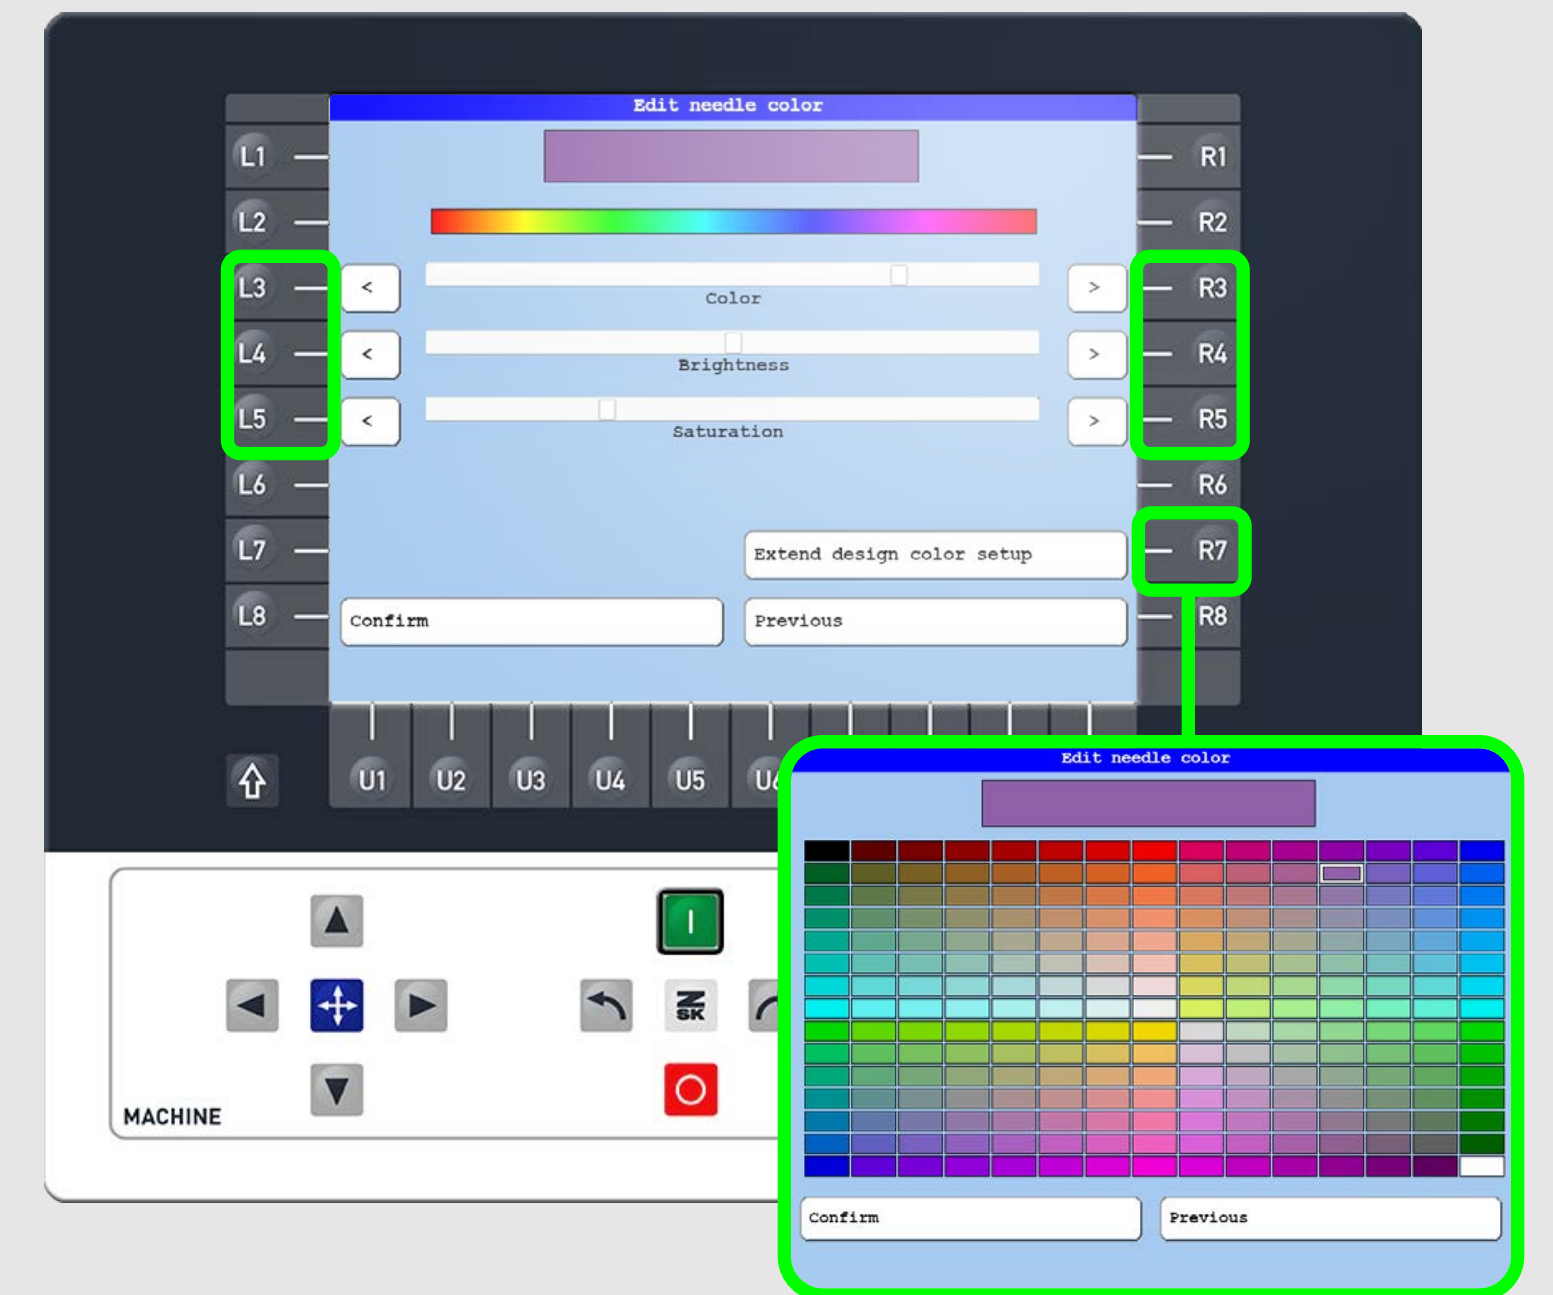 Edit needle color
L1
R1
L2
R2
L3
<
Color
>
R3
L4
<
Brightness
>
R4
L5
<
Saturation
>
R5
L6
R6
L7
Extend design color setup
R7
L8
Confirm
Previous
R8
U1
U2
U3
U4
U5
Edit needle color
I
ZSK
MACHINE
Confirm
Previous